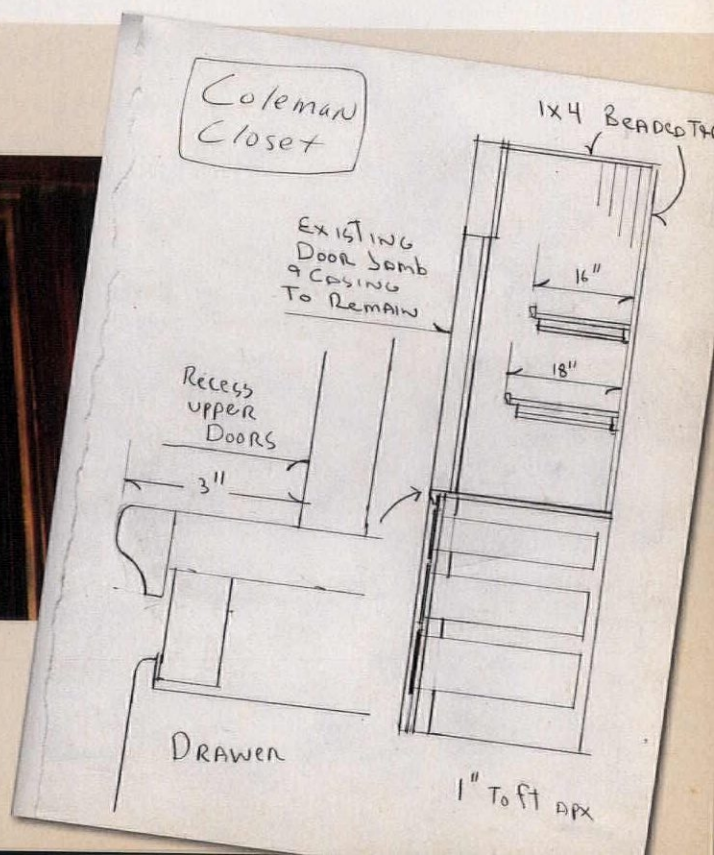 Coleman
Closet
1x4 BEADED
EXISTING
DOOR JAMB
& CASING
TO REMAIN
16"
18"
RECESS
UPPER
DOORS
3"
DRAWER
1" To ft APX